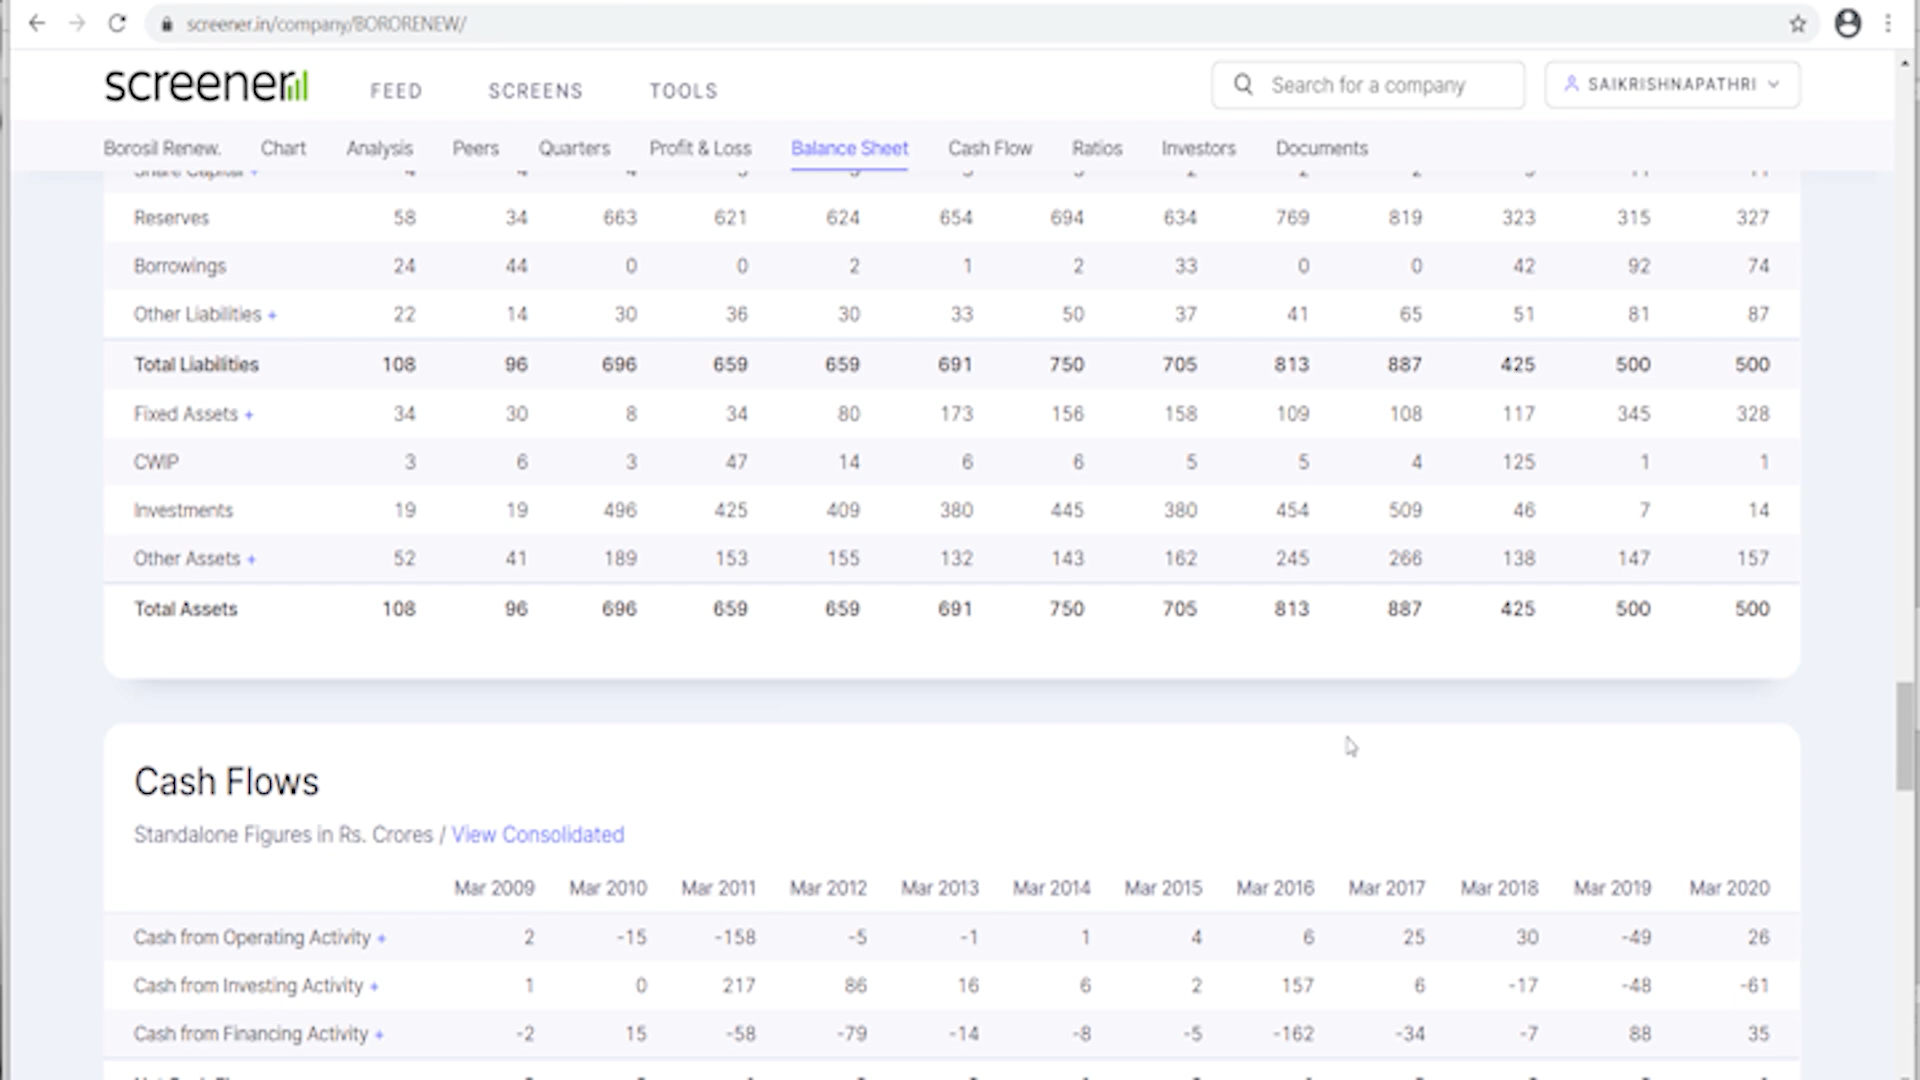 screener.in/company/BORORENEW/
screener FEED SCREENS TOOLS Search for a company SAIKRISHNAPATHRI
Borosil Renew. Chart Analysis Peers Quarters Profit & Loss Balance Sheet Cash Flow Ratios Investors Documents
Share Capital +
Reserves 58 34 663 621 624 654 694 634 769 819 323 315 327
Borrowings 24 44 0 0 2 1 2 33 0 0 42 92 74
Other Liabilities + 22 14 30 36 30 33 50 37 41 65 51 81 87
Total Liabilities 108 96 696 659 659 691 750 705 813 887 425 500 500
Fixed Assets + 34 30 8 34 80 173 156 158 109 108 117 345 328
CWIP 3 6 3 47 14 6 6 5 5 4 125 1 1
Investments 19 19 496 425 409 380 445 380 454 509 46 7 14
Other Assets + 52 41 189 153 155 132 143 162 245 266 138 147 157
Total Assets 108 96 696 659 659 691 750 705 813 887 425 500 500
Cash Flows
Standalone Figures in Rs. Crores / View Consolidated
Mar 2009 Mar 2010 Mar 2011 Mar 2012 Mar 2013 Mar 2014 Mar 2015 Mar 2016 Mar 2017 Mar 2018 Mar 2019 Mar 2020
Cash from Operating Activity + 2 -15 -158 -5 -1 1 4 6 25 30 -49 26
Cash from Investing Activity + 1 0 217 86 16 6 2 157 6 -17 -48 -61
Cash from Financing Activity + -2 15 -58 -79 -14 -8 -5 -162 -34 -7 88 35